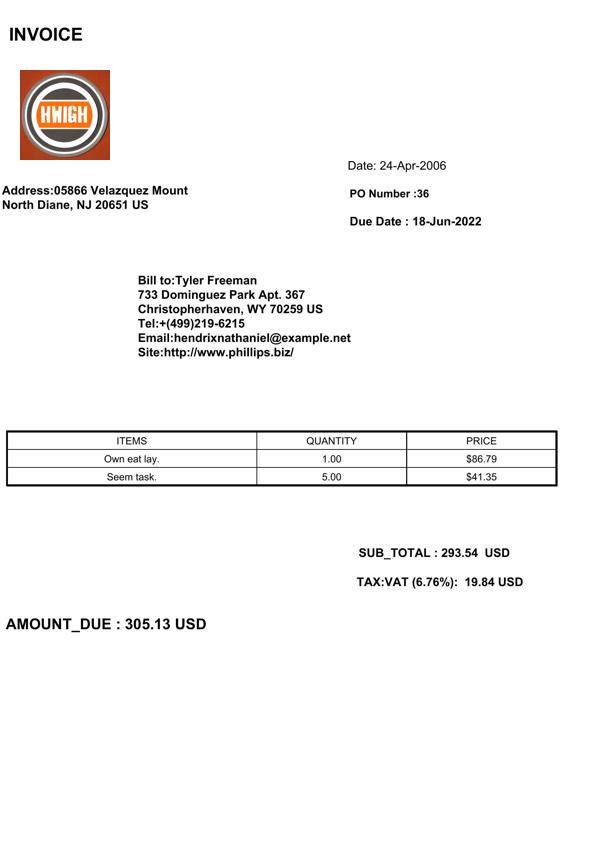 INVOICE
HWIGH
Date: 24-Apr-2006
Address:05866 Velazquez Mount
North Diane, NJ 20651 US
PO Number :36
Due Date : 18-Jun-2022
Bill to:Tyler Freeman
733 Dominguez Park Apt. 367
Christopherhaven, WY 70259 US
Tel:+(499)219-6215
Email:hendrixnathaniel@example.net
Site:http://www.phillips.biz/
ITEMS QUANTITY PRICE
Own eat lay. 1.00 $86.79
Seem task. 5.00 $41.35
SUB_TOTAL : 293.54 USD
TAX:VAT (6.76%): 19.84 USD
AMOUNT_DUE : 305.13 USD